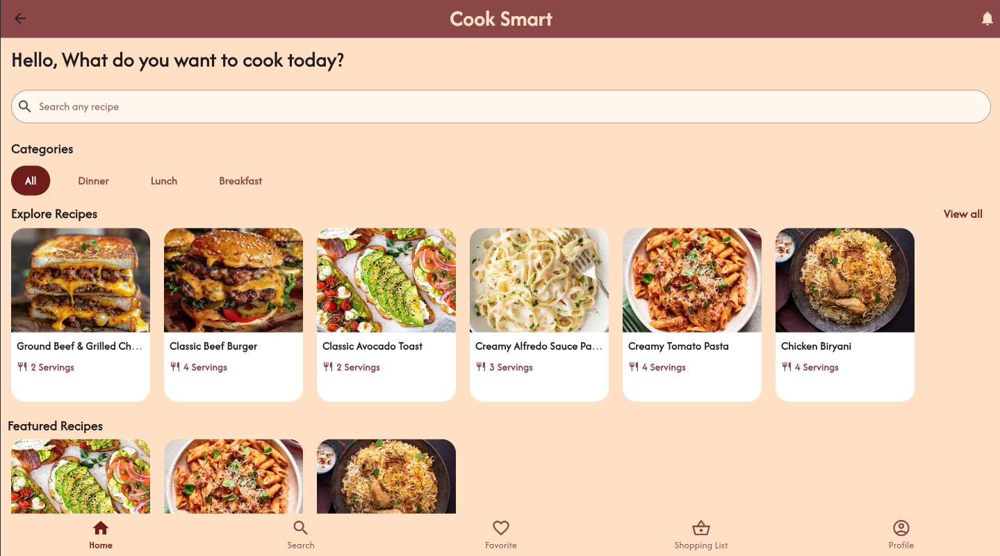 Cook Smart
Hello, What do you want to cook today?
Search any recipe
Categories
All Dinner Lunch Breakfast
Explore Recipes View all
Ground Beef & Grilled Ch...
2 Servings
Classic Beef Burger
4 Servings
Classic Avocado Toast
2 Servings
Creamy Alfredo Sauce Pa...
3 Servings
Creamy Tomato Pasta
4 Servings
Chicken Biryani
4 Servings
Featured Recipes
Home Search Favorite Shopping List Profile